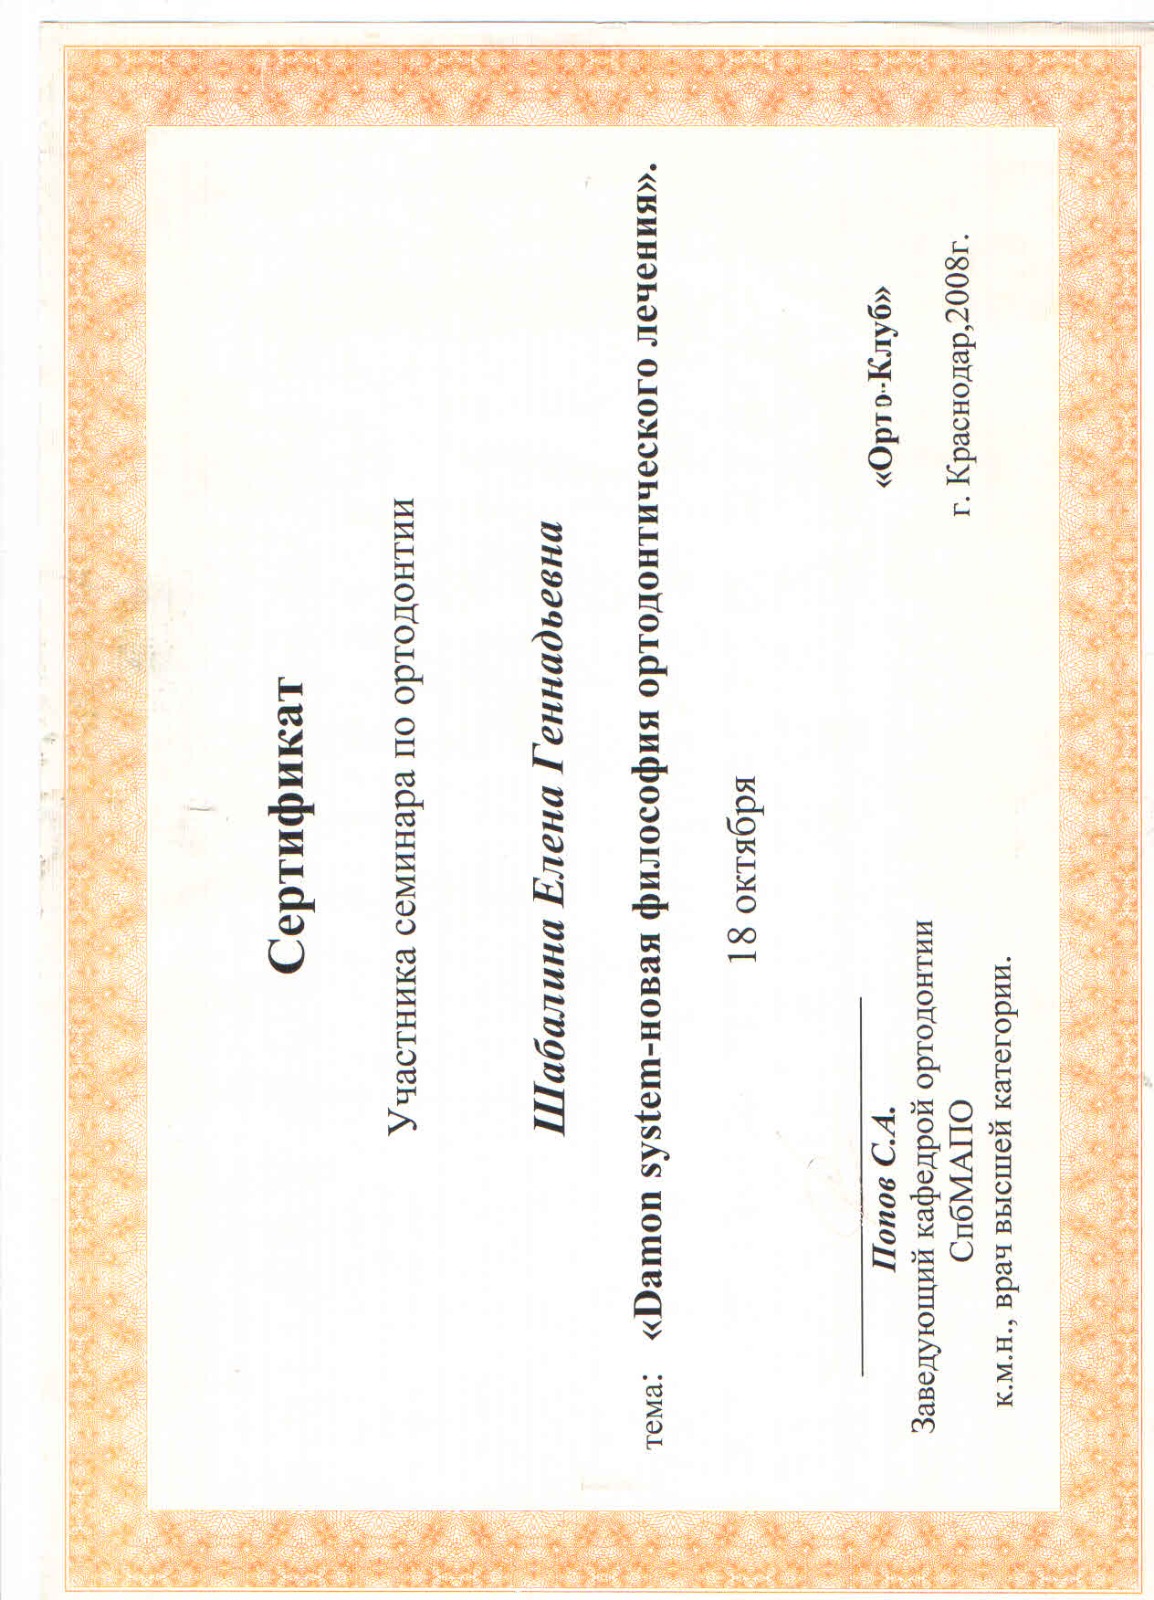 Сертификат
Участника семинара по ортодонтии
Шабалина Елена Геннадьевна
тема: «Damon system-новая философия ортодонтического лечения».
18 октября
Попов С.А.
Заведующий кафедрой ортодонтии
СпбМАПО
к.м.н., врач высшей категории.
«Орто-Клуб»
г. Краснодар,2008г.